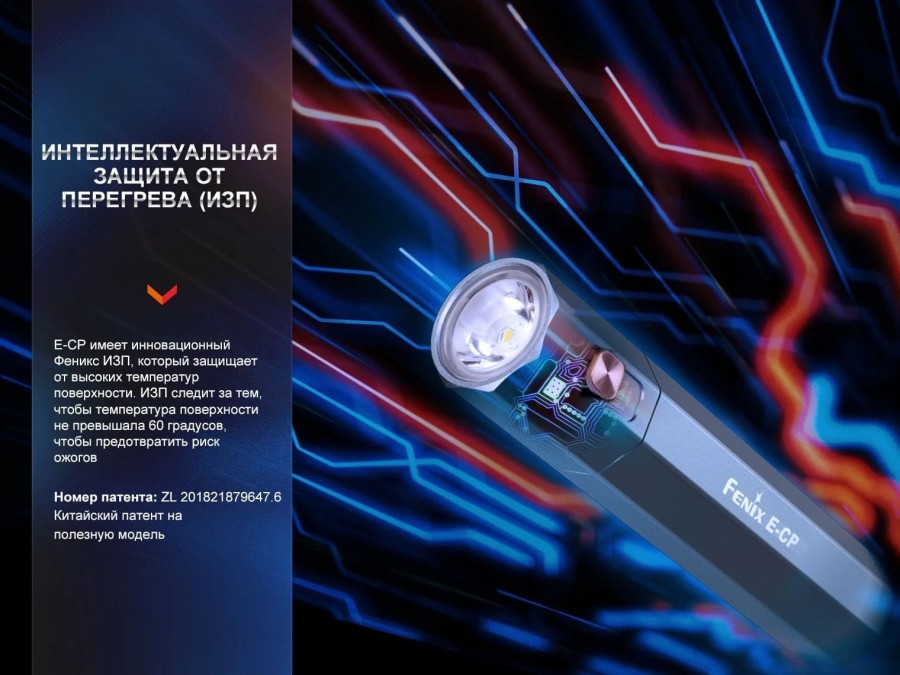 ИНТЕЛЛЕКТУАЛЬНАЯ
ЗАЩИТА ОТ
ПЕРЕГРЕВА (ИЗП)
E-CP имеет инновационный
Феникс ИЗП, который защищает
от высоких температур
поверхности. ИЗП следит за тем,
чтобы температура поверхности
не превышала 60 градусов,
чтобы предотвратить риск
ожогов
Номер патента: ZL 201821879647.6
Китайский патент на
полезную модель
FENIX E-CP